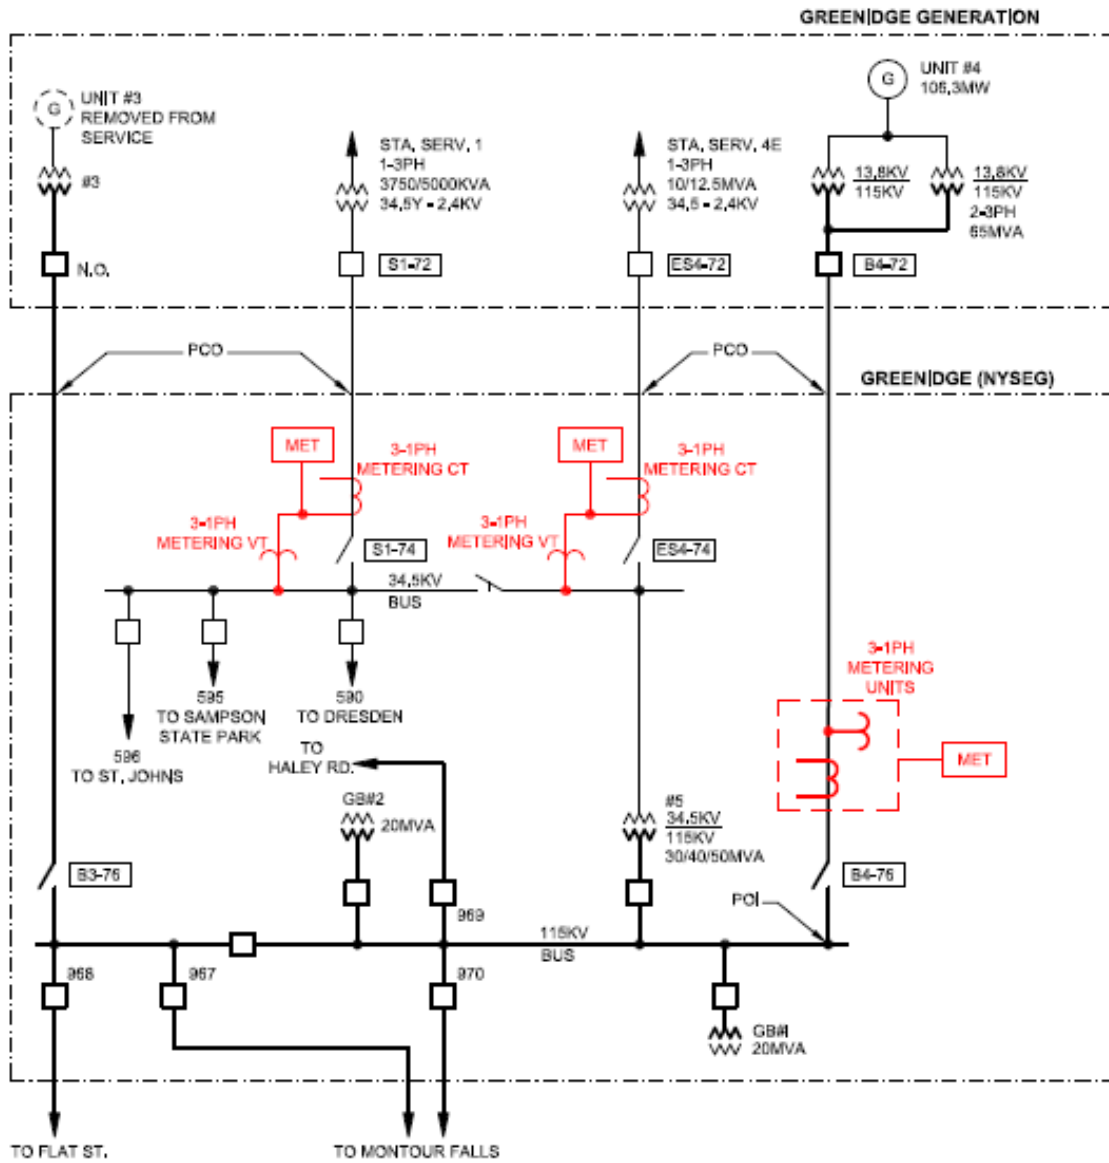 GREENIDGE GENERATION
G
UNIT #3
REMOVED FROM
SERVICE
#3
N.O.
STA. SERV. 1
1-3PH
3750/5000KVA
34.5Y - 2.4KV
S1-72
STA. SERV. 4E
1-3PH
10/12.5MVA
34.5 - 2.4KV
ES4-72
G
UNIT #4
106.3MW
13.8KV
115KV
13.8KV
115KV
2-3PH
65MVA
B4-72
PCO
PCO
GREENIDGE (NYSEG)
MET
3-1PH
METERING CT
3-1PH
METERING VT
S1-74
MET
3-1PH
METERING CT
3-1PH
METERING VT
ES4-74
34.5KV
BUS
595
TO SAMPSON
STATE PARK
590
TO DRESDEN
596
TO ST. JOHNS
TO
HALEY RD.
3-1PH
METERING
UNITS
MET
GB#2
20MVA
#5
34.5KV
115KV
30/40/50MVA
B3-76
969
B4-76
POI
115KV
BUS
968
967
970
GB#1
20MVA
TO FLAT ST.
TO MONTOUR FALLS